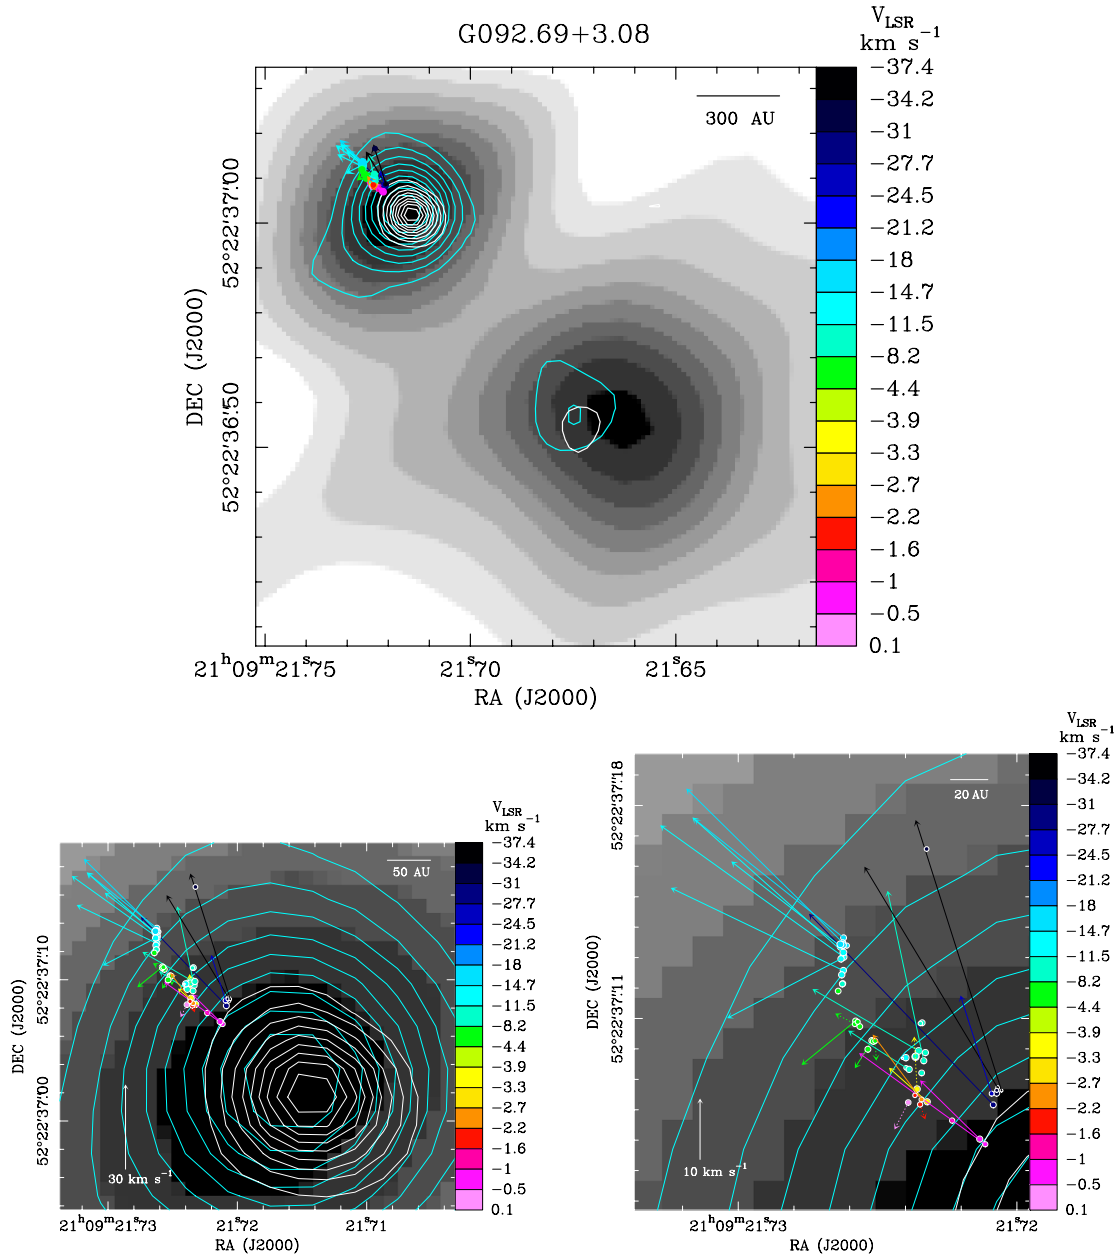 G092.69+3.08
V_LSR
km s⁻¹
300 AU
-37.4
-34.2
-31
-27.7
-24.5
-21.2
-18
-14.7
-11.5
-8.2
-4.4
-3.9
-3.3
-2.7
-2.2
-1.6
-1
-0.5
0.1
DEC (J2000)
52°22'37."00
52°22'36."50
21ʰ09ᵐ21.ˢ75
21.ˢ70
21.ˢ65
RA (J2000)
V_LSR
km s⁻¹
50 AU
-37.4
-34.2
-31
-27.7
24.5
21.2
18
14.7
-11.5
-8.2
4.4
-3.9
-3.3
-2.7
2.2
-1.6
-1
-0.5
0.1
DEC (J2000)
52°22'37."10
52°22'37."00
30 km s⁻¹
21ʰ09ᵐ21.ˢ73
21.ˢ72
21.ˢ71
RA (J2000)
V_LSR
km s⁻¹
20 AU
-37.4
-34.2
-31
-27.7
-24.5
-21.2
18
-14.7
-11.5
-8.2
-4.4
-3.9
-3.3
-2.7
-2.2
-1.6
-1
-0.5
0.1
DEC (J2000)
52°22'37."18
52°22'37."11
10 km s⁻¹
21ʰ09ᵐ21.ˢ73
21.ˢ72
RA (J2000)